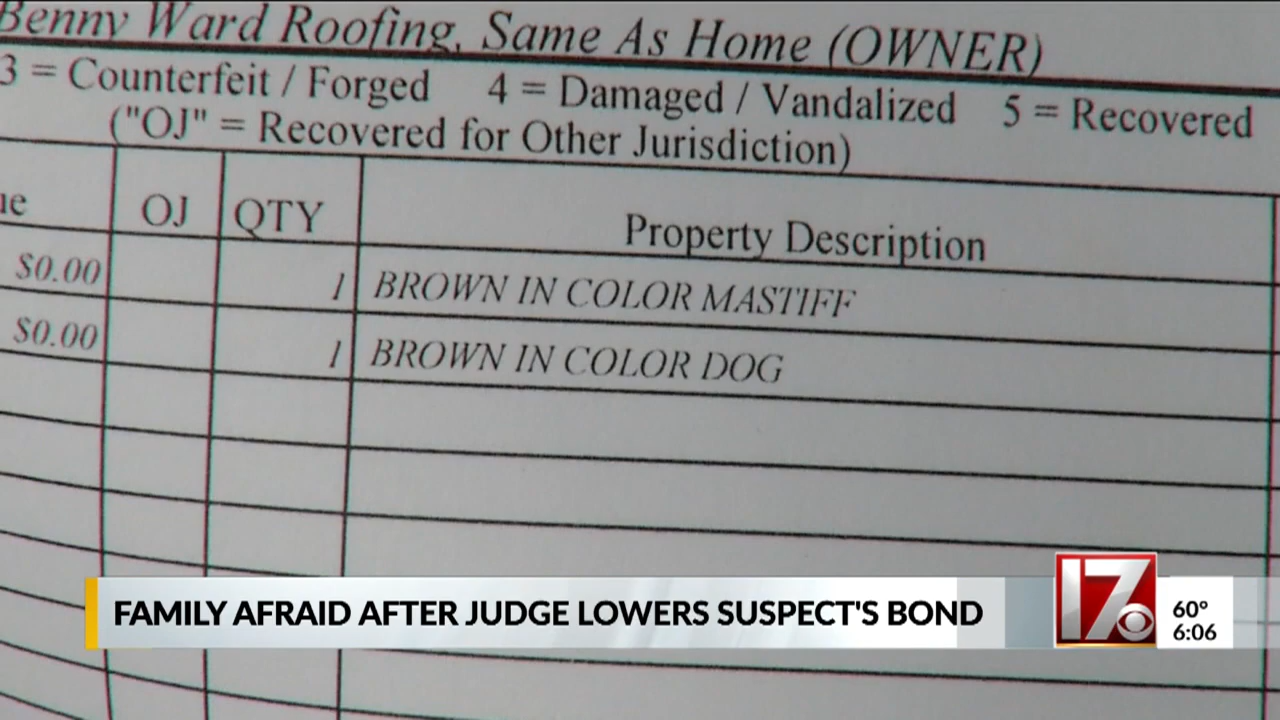 Benny Ward Roofing, Same As Home (OWNER)
3 = Counterfeit / Forged 4 = Damaged / Vandalized 5 = Recovered
("OJ" = Recovered for Other Jurisdiction)
OJ QTY Property Description
$0.00 1 BROWN IN COLOR MASTIFF
$0.00 1 BROWN IN COLOR DOG
FAMILY AFRAID AFTER JUDGE LOWERS SUSPECT'S BOND
17
60°
6:06